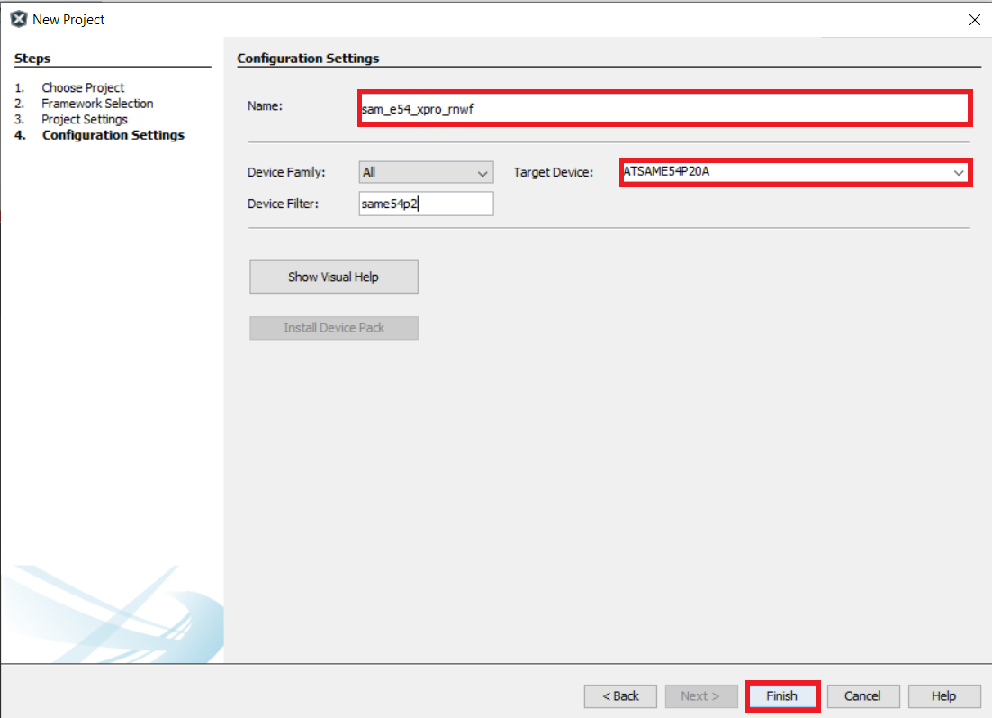 New Project
Steps
1. Choose Project
2. Framework Selection
3. Project Settings
4. Configuration Settings
Configuration Settings
Name: sam_e54_xpro_rnwf
Device Family: All Target Device: ATSAME54P20A
Device Filter: same54p2
Show Visual Help
Install Device Pack
< Back Next > Finish Cancel Help